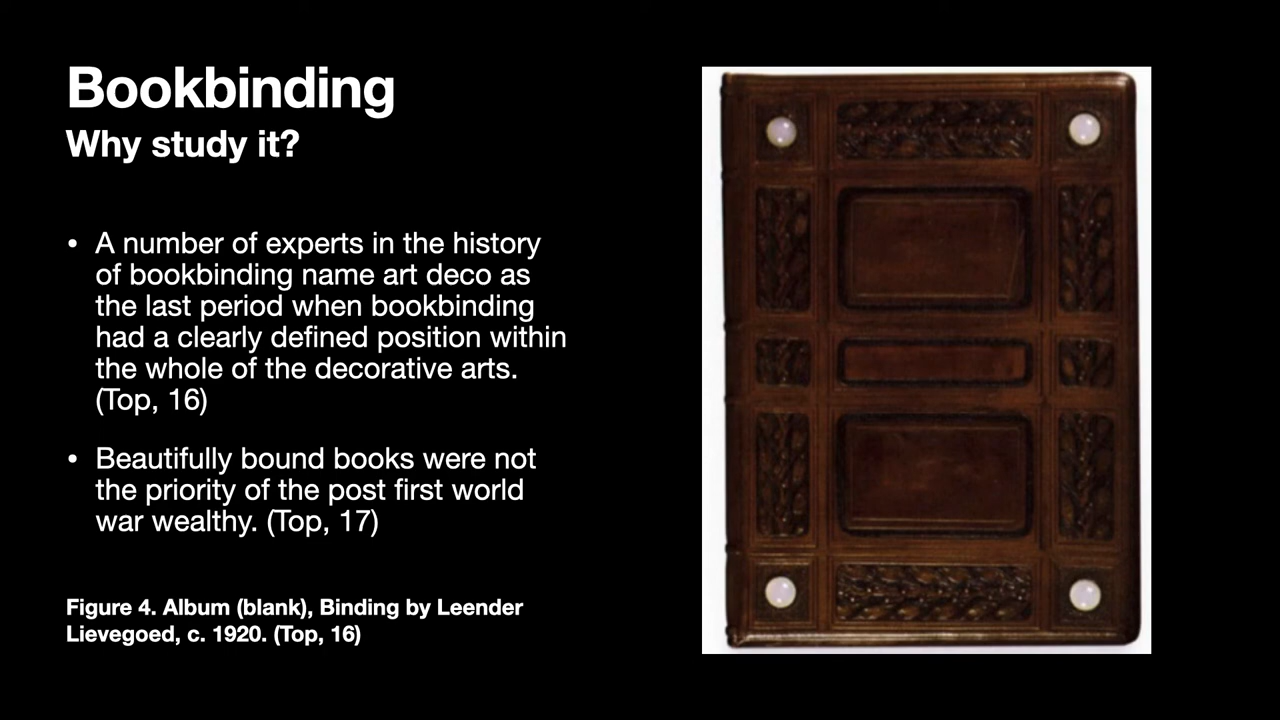 Bookbinding
Why study it?
• A number of experts in the history
of bookbinding name art deco as
the last period when bookbinding
had a clearly defined position within
the whole of the decorative arts.
(Top, 16)
• Beautifully bound books were not
the priority of the post first world
war wealthy. (Top, 17)
Figure 4. Album (blank), Binding by Leender
Lievegoed, c. 1920. (Top, 16)